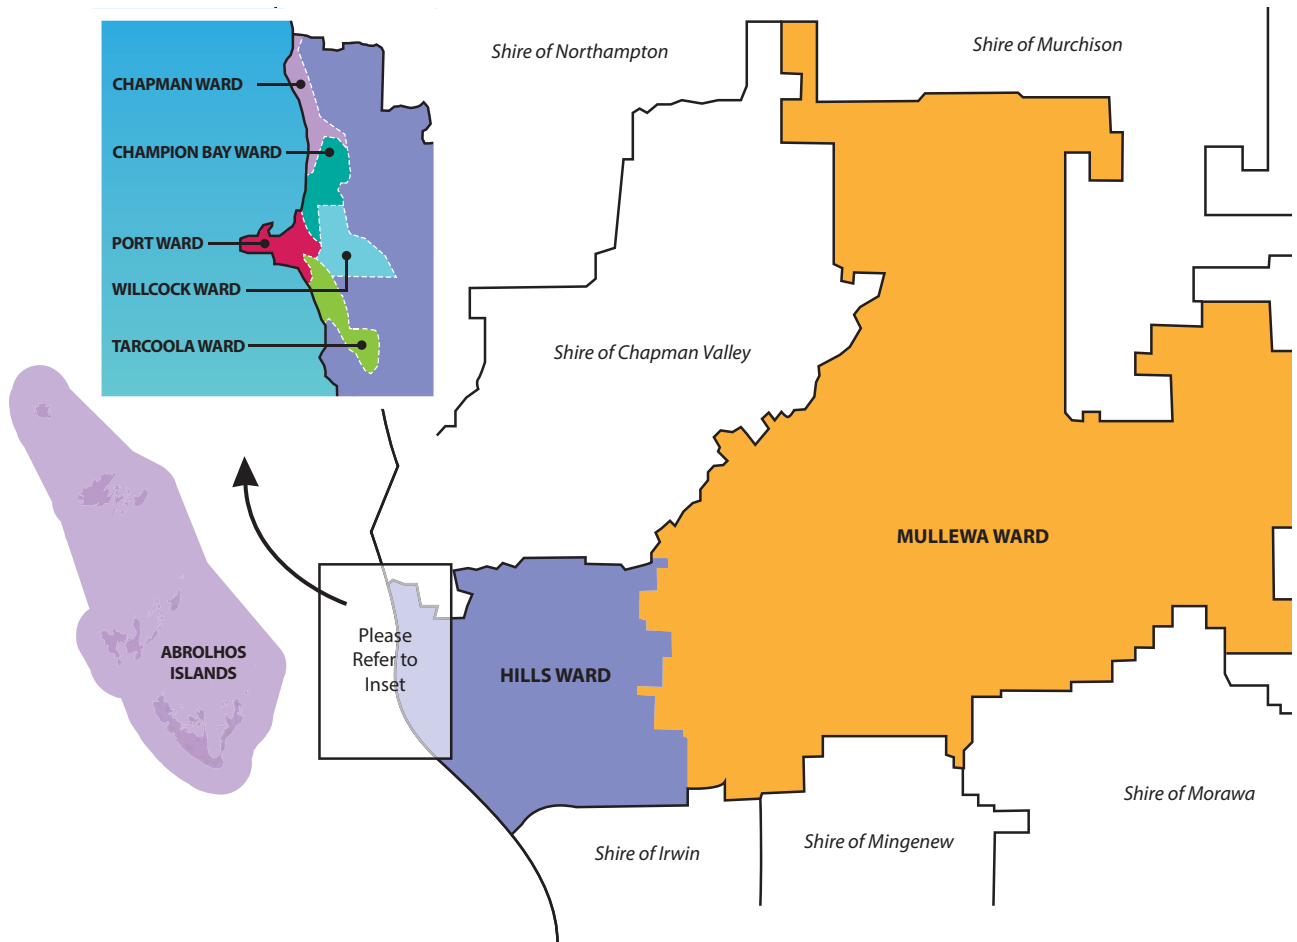 Shire of Northampton
Shire of Murchison
CHAPMAN WARD
CHAMPION BAY WARD
PORT WARD
WILLCOCK WARD
TARCOOLA WARD
Shire of Chapman Valley
MULLEWA WARD
Please
Refer to
Inset
ABROLHOS
ISLANDS
HILLS WARD
Shire of Morawa
Shire of Mingenew
Shire of Irwin